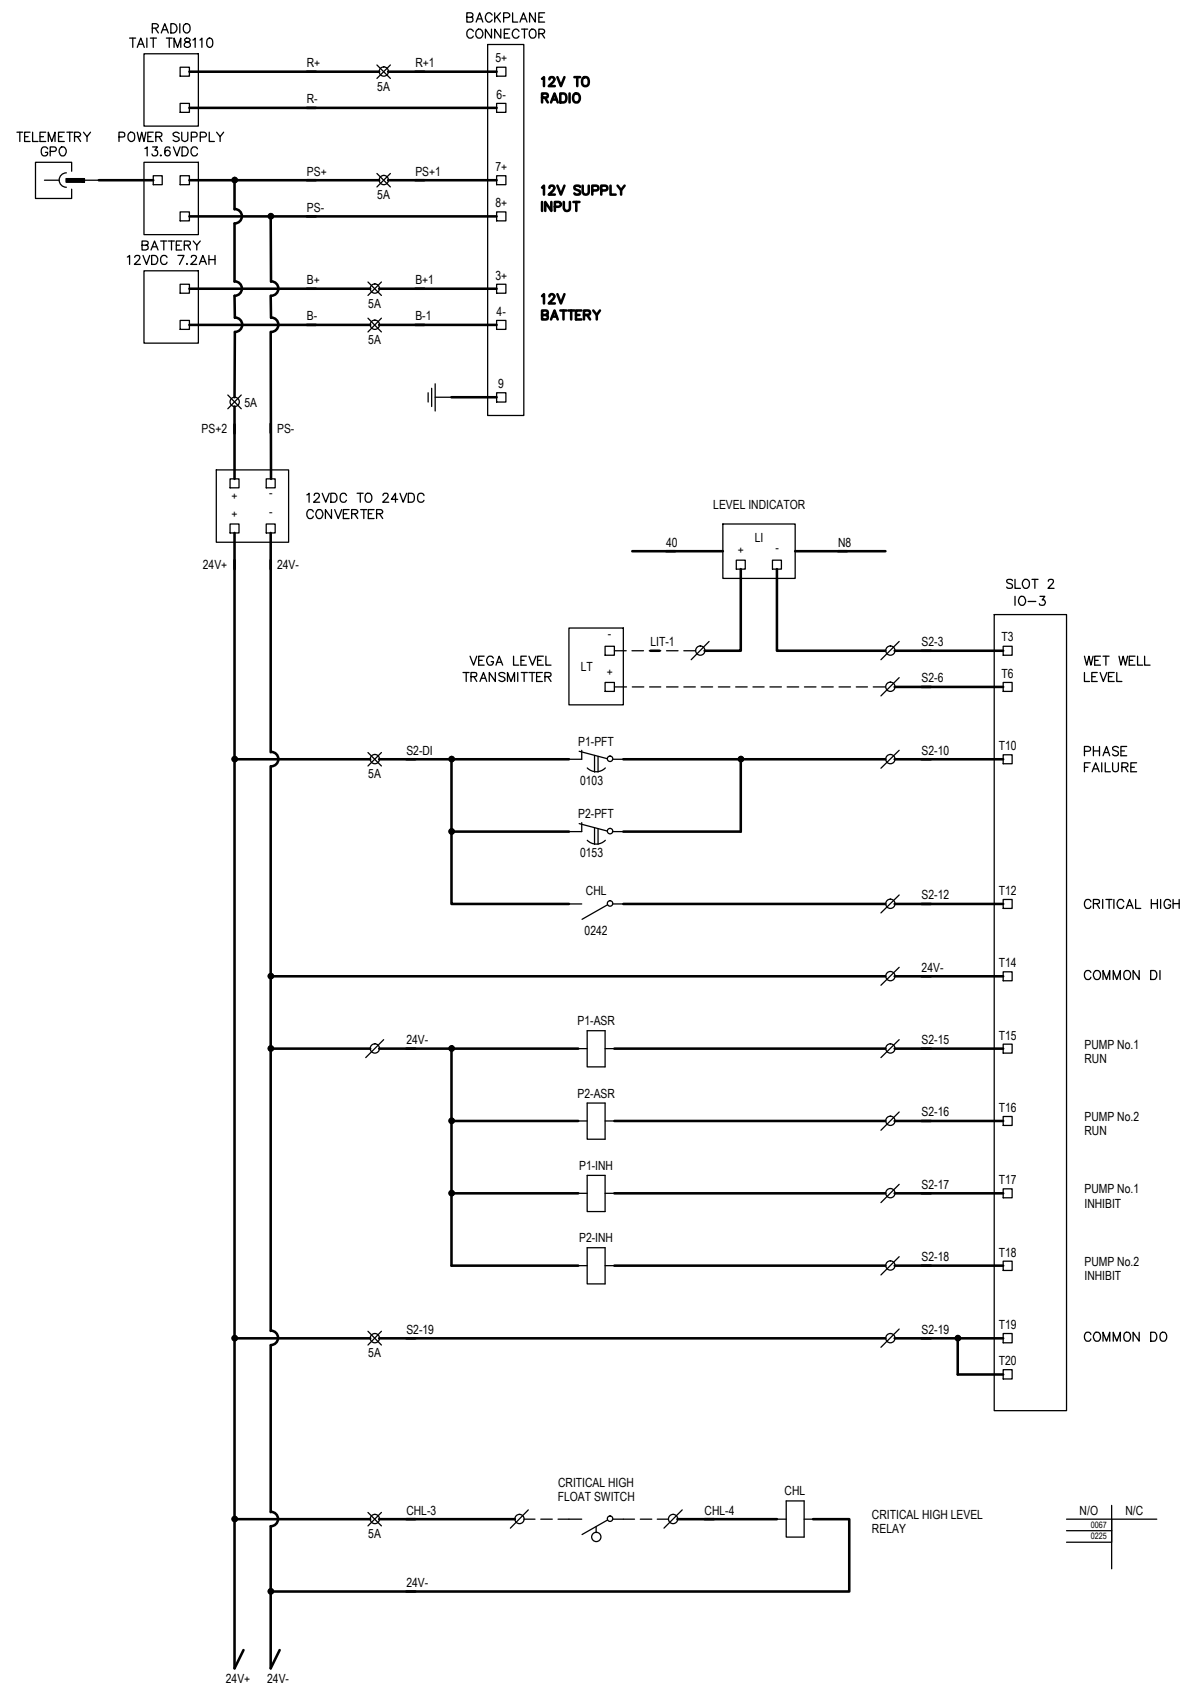 BACKPLANE
CONNECTOR
RADIO
TAIT TM8110
R+
5A
R+1
5+
R-
6-
12V TO
RADIO
TELEMETRY
GPO
POWER SUPPLY
13.6VDC
PS+
5A
PS+1
7+
PS-
8+
12V SUPPLY
INPUT
BATTERY
12VDC 7.2AH
B+
5A
B+1
3+
B-
5A
B-1
4-
12V
BATTERY
9
5A
PS+2
PS-
+
-
+
-
12VDC TO 24VDC
CONVERTER
24V+
24V-
LEVEL INDICATOR
40
LI
+
-
N8
SLOT 2
IO-3
VEGA LEVEL
TRANSMITTER
LT
-
+
LIT-1
S2-3
T3
S2-6
T6
WET WELL
LEVEL
5A
S2-DI
P1-PFT
0103
S2-10
T10
PHASE
FAILURE
P2-PFT
0153
CHL
0242
S2-12
T12
CRITICAL HIGH
24V-
T14
COMMON DI
24V-
P1-ASR
S2-15
T15
PUMP No.1
RUN
P2-ASR
S2-16
T16
PUMP No.2
RUN
P1-INH
S2-17
T17
PUMP No.1
INHIBIT
P2-INH
S2-18
T18
PUMP No.2
INHIBIT
5A
S2-19
S2-19
T19
COMMON DO
T20
5A
CHL-3
CRITICAL HIGH
FLOAT SWITCH
CHL-4
CHL
CRITICAL HIGH LEVEL
RELAY
N/O
N/C
0067
0225
24V-
24V+
24V-